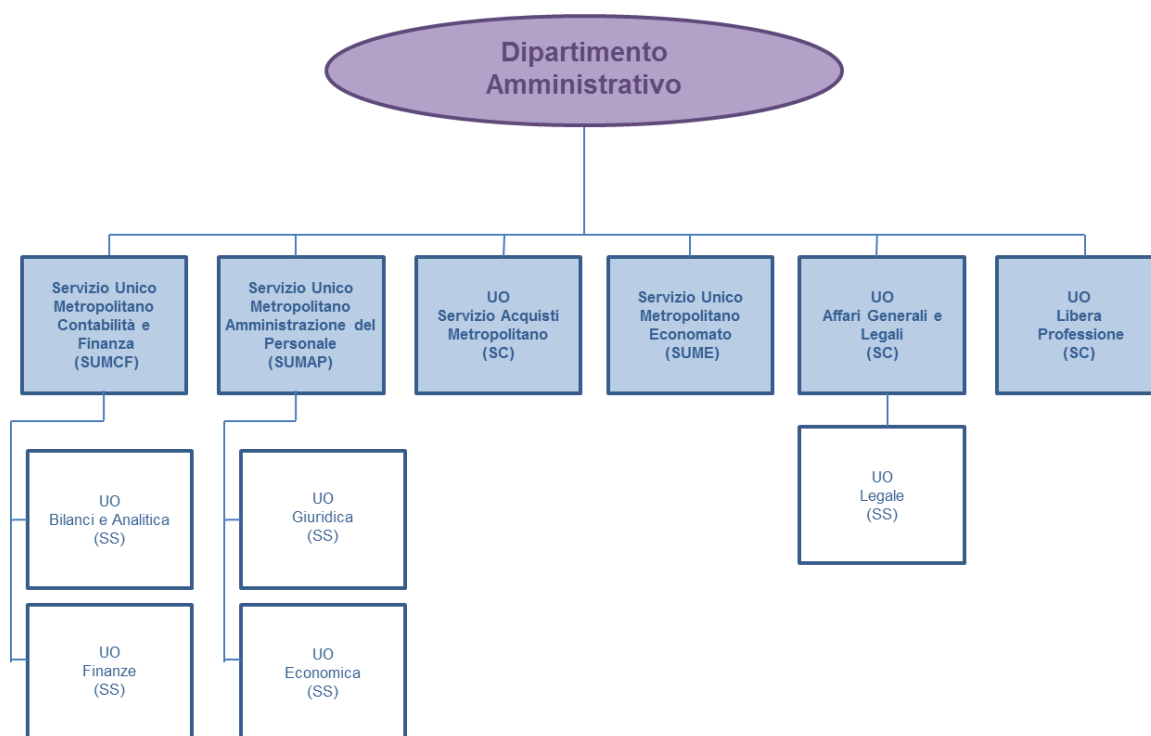 Dipartimento
Amministrativo
Servizio Unico
Metropolitano
Contabilità e
Finanza
(SUMCF)
Servizio Unico
Metropolitano
Amministrazione del
Personale
(SUMAP)
UO
Servizio Acquisti
Metropolitano
(SC)
Servizio Unico
Metropolitano
Economato
(SUME)
UO
Affari Generali e
Legali
(SC)
UO
Libera
Professione
(SC)
UO
Bilanci e Analitica
(SS)
UO
Giuridica
(SS)
UO
Legale
(SS)
UO
Finanze
(SS)
UO
Economica
(SS)